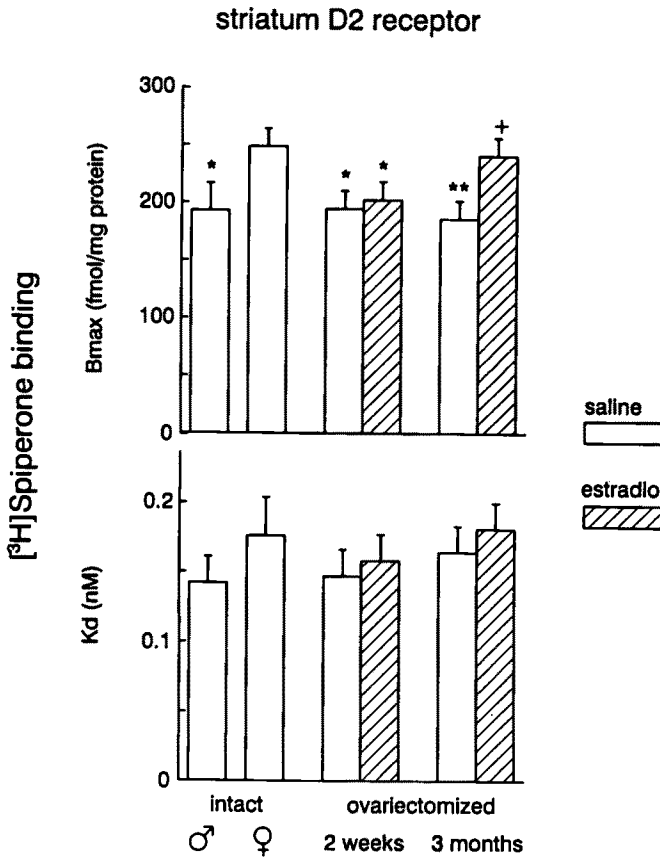 striatum D2 receptor
[³H]Spiperone binding
Bmax (fmol/mg protein)
300
200
100
0
*
*
*
**
+
saline
estradio
Kd (nM)
0.2
0.1
0
intact
ovariectomized
♂
♀
2 weeks
3 months